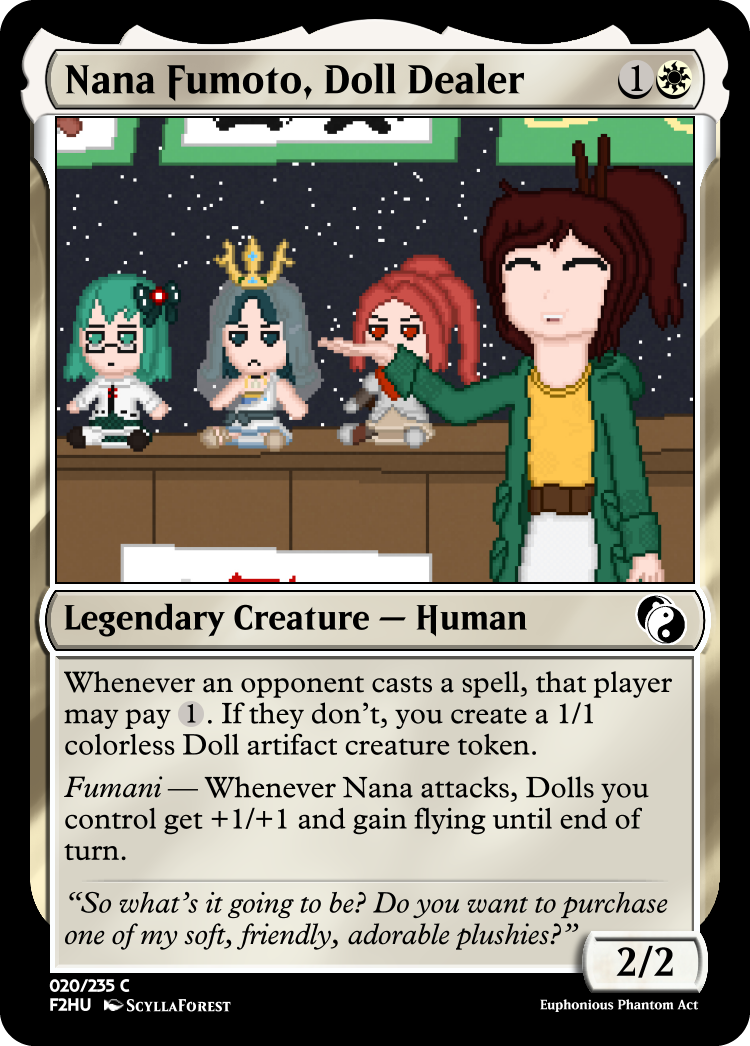 Nana Fumoto, Doll Dealer 1
Legendary Creature — Human
Whenever an opponent casts a spell, that player
may pay 1. If they don't, you create a 1/1
colorless Doll artifact creature token.
Fumani — Whenever Nana attacks, Dolls you
control get +1/+1 and gain flying until end of
turn.
“So what's it going to be? Do you want to purchase
one of my soft, friendly, adorable plushies?”
2/2
020/235 C
F2HU ScyllaForest
Euphonious Phantom Act